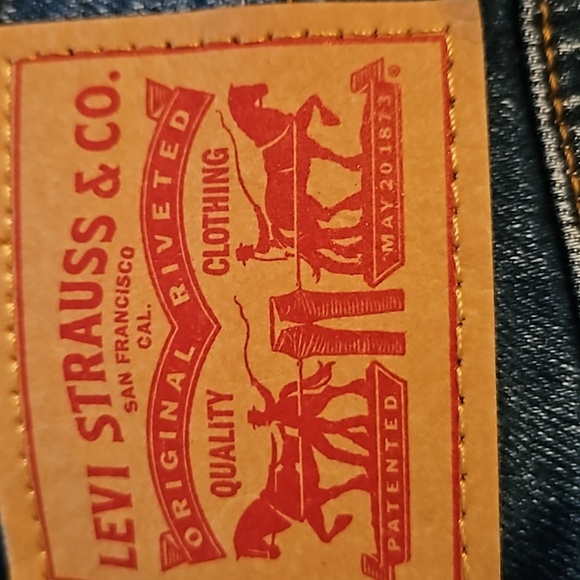 LEVI STRAUSS & CO.
SAN FRANCISCO
CAL.
ORIGINAL RIVETED
QUALITY CLOTHING
PATENTED MAY 20 1873 ®